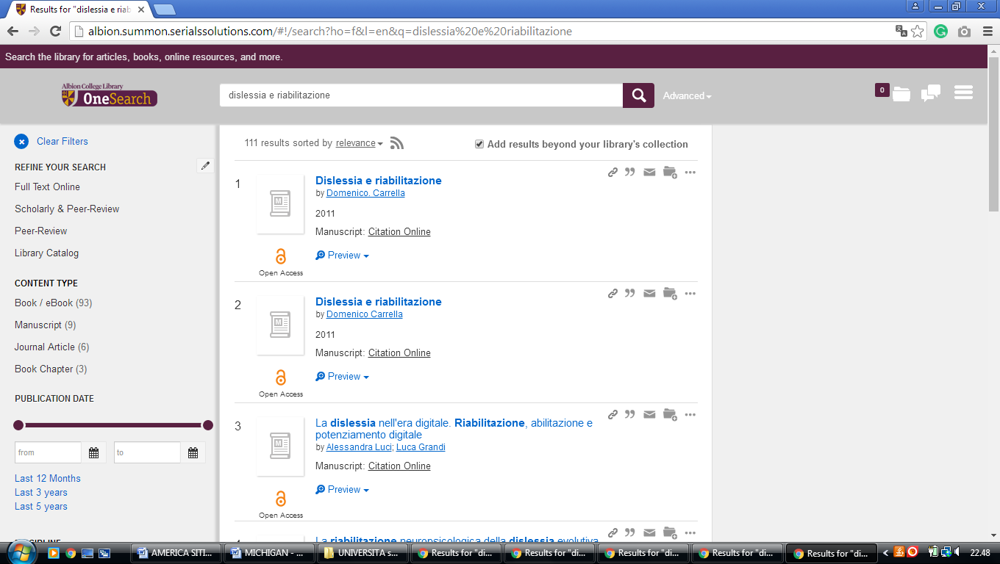 Results for "dislessia e riab
albion.summon.serialssolutions.com/#!/search?ho=f&l=en&q=dislessia%20e%20riabilitazione
Search the library for articles, books, online resources, and more.
Albion College Library
OneSearch
dislessia e riabilitazione
Advanced
0
Clear Filters
REFINE YOUR SEARCH
Full Text Online
Scholarly & Peer-Review
Peer-Review
Library Catalog
CONTENT TYPE
Book / eBook (93)
Manuscript (9)
Journal Article (6)
Book Chapter (3)
PUBLICATION DATE
from
to
Last 12 Months
Last 3 years
Last 5 years
DISCIPLINE
111 results sorted by relevance
Add results beyond your library's collection
1
M
Open Access
Dislessia e riabilitazione
by Domenico. Carrella
2011
Manuscript: Citation Online
Preview
2
M
Open Access
Dislessia e riabilitazione
by Domenico Carrella
2011
Manuscript: Citation Online
Preview
3
M
Open Access
La dislessia nell'era digitale. Riabilitazione, abilitazione e
potenziamento digitale
by Alessandra Luci; Luca Grandi
Manuscript: Citation Online
Preview
4
La riabilitazione neuropsicologica della dislessia evolutiva
AMERICA SITI...
MICHIGAN - ...
UNIVERSITA s...
Results for "di...
Results for "di...
Results for "di...
Results for "di...
Results for "di...
22.48